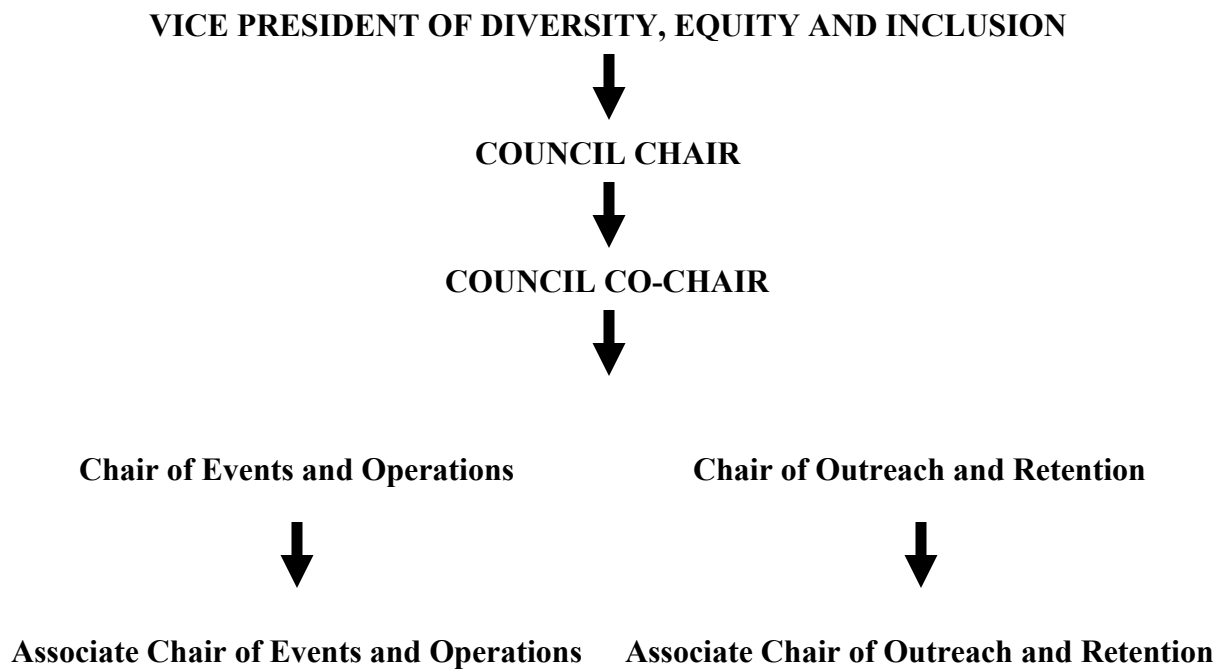 VICE PRESIDENT OF DIVERSITY, EQUITY AND INCLUSION
COUNCIL CHAIR
COUNCIL CO-CHAIR
Chair of Events and Operations
Chair of Outreach and Retention
Associate Chair of Events and Operations
Associate Chair of Outreach and Retention